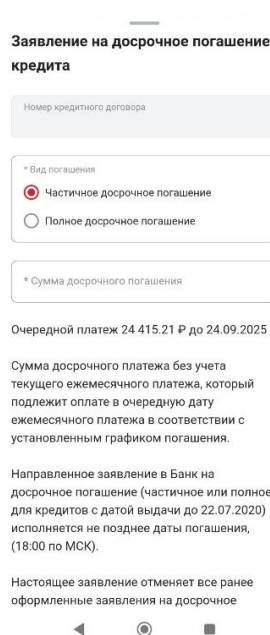 Заявление на досрочное погашение
кредита
Номер кредитного договора
* Вид погашения
Частичное досрочное погашение
Полное досрочное погашение
* Сумма досрочного погашения
Очередной платеж 24 415.21 ₽ до 24.09.2025
Сумма досрочного платежа без учета
текущего ежемесячного платежа, который
подлежит оплате в очередную дату
ежемесячного платежа в соответствии с
установленным графиком погашения.
Направленное заявление в Банк на
досрочное погашение (частичное или полное
для кредитов с датой выдачи до 22.07.2020)
исполняется не позднее даты погашения,
(18:00 по МСК).
Настоящее заявление отменяет все ранее
оформленные заявления на досрочное